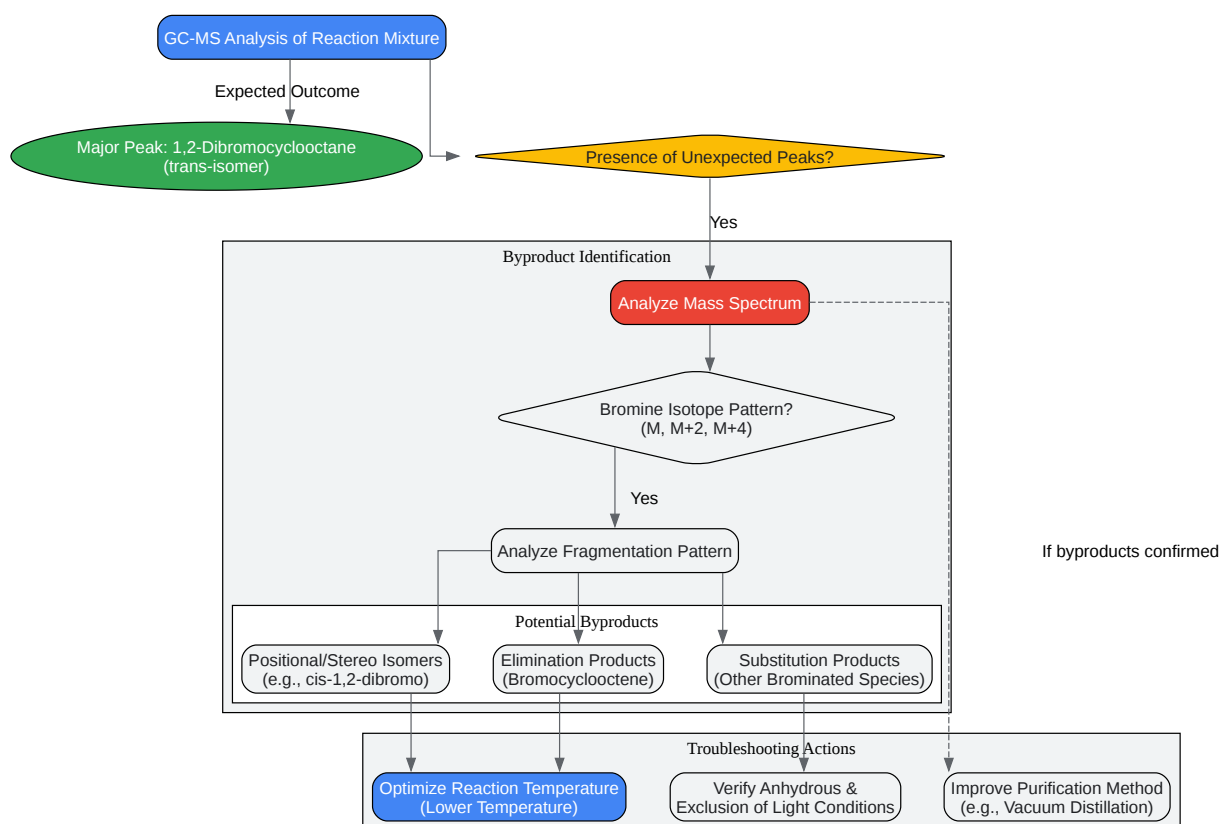 GC-MS Analysis of Reaction Mixture
Expected Outcome
Major Peak: 1,2-Dibromocyclooctane
(trans-isomer)
Presence of Unexpected Peaks?
Yes
Byproduct Identification
Analyze Mass Spectrum
Bromine Isotope Pattern?
(M, M+2, M+4)
Yes
Analyze Fragmentation Pattern
If byproducts confirmed
Potential Byproducts
Positional/Stereo Isomers
(e.g., cis-1,2-dibromo)
Elimination Products
(Bromocyclooctene)
Substitution Products
(Other Brominated Species)
Troubleshooting Actions
Optimize Reaction Temperature
(Lower Temperature)
Verify Anhydrous &
Exclusion of Light Conditions
Improve Purification Method
(e.g., Vacuum Distillation)